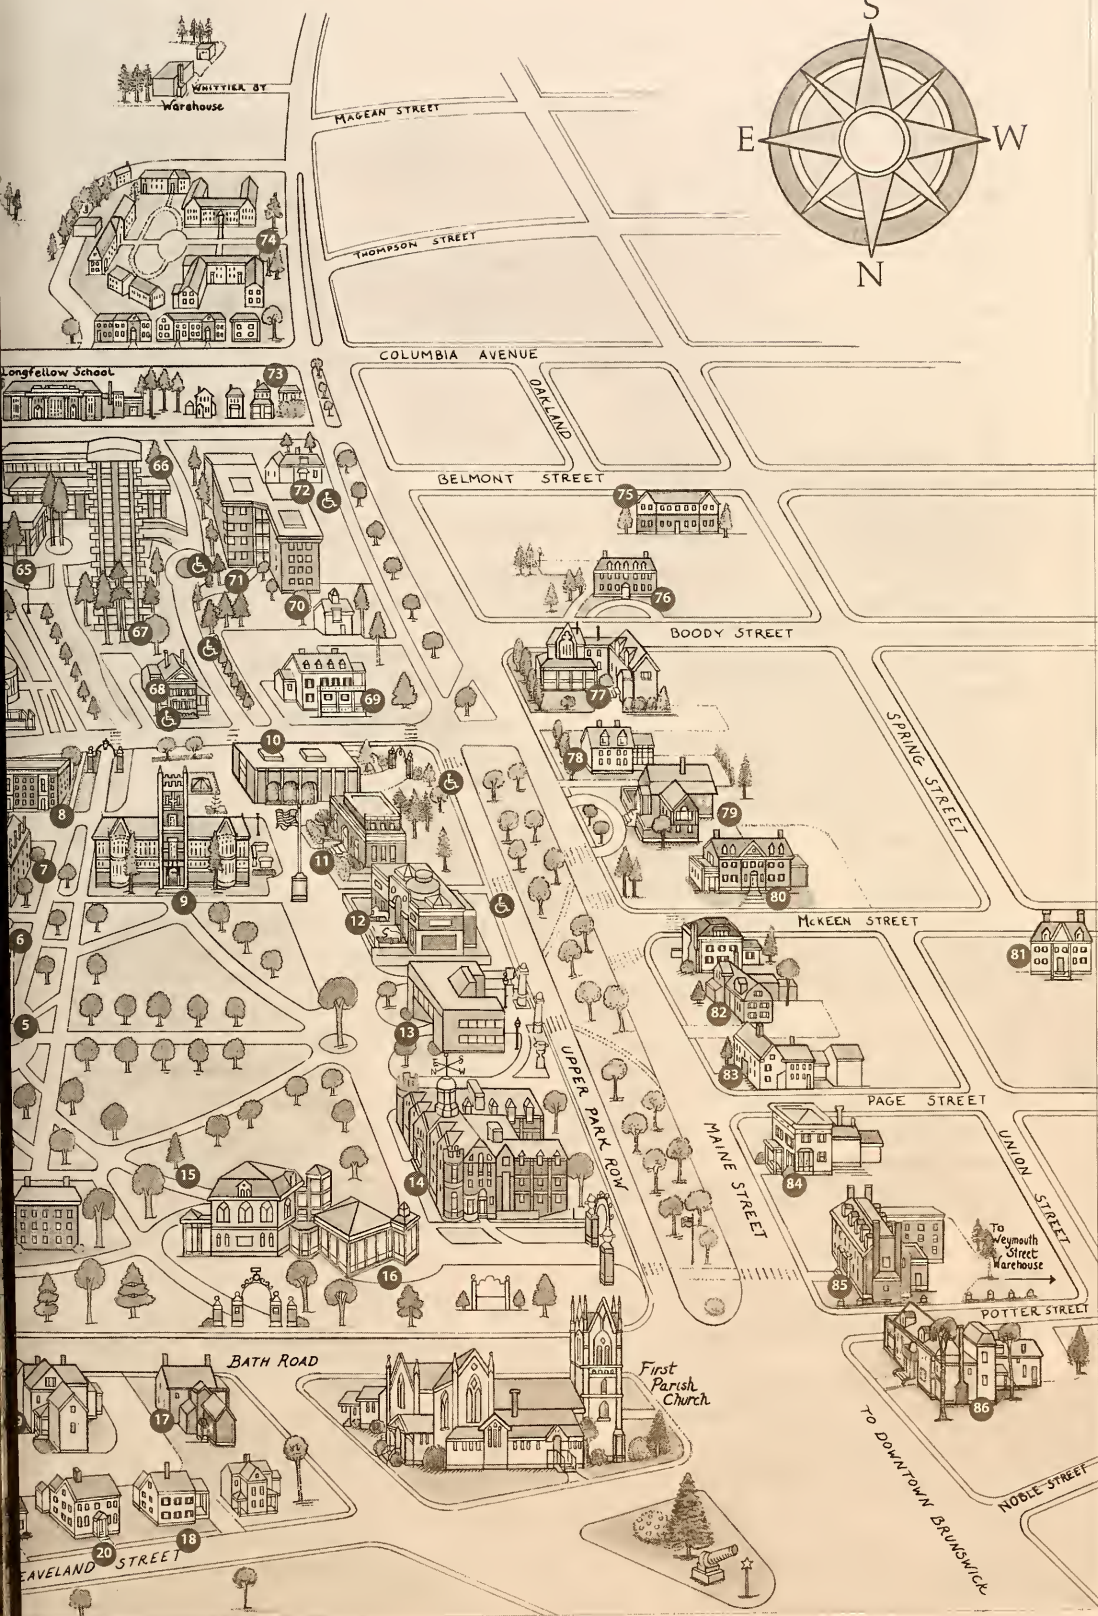 S
E
W
N
WHITTIER ST
Warehouse
MAGEAN STREET
74
THOMPSON STREET
COLUMBIA AVENUE
Longfellow School
73
OAKLAND
66
72
BELMONT STREET
75
65
71
70
76
67
BOODY STREET
68
69
77
10
78
SPRING STREET
8
79
7
11
9
80
12
McKEEN STREET
6
81
82
5
13
E S
N W
UPPER PARK ROW
83
PAGE STREET
MAINE STREET
UNION STREET
15
14
84
To
Weymouth
Street
Warehouse
16
85
POTTER STREET
BATH ROAD
First
Parish
Church
17
86
TO DOWNTOWN BRUNSWICK
NOBLE STREET
20
18
EAVELAND STREET